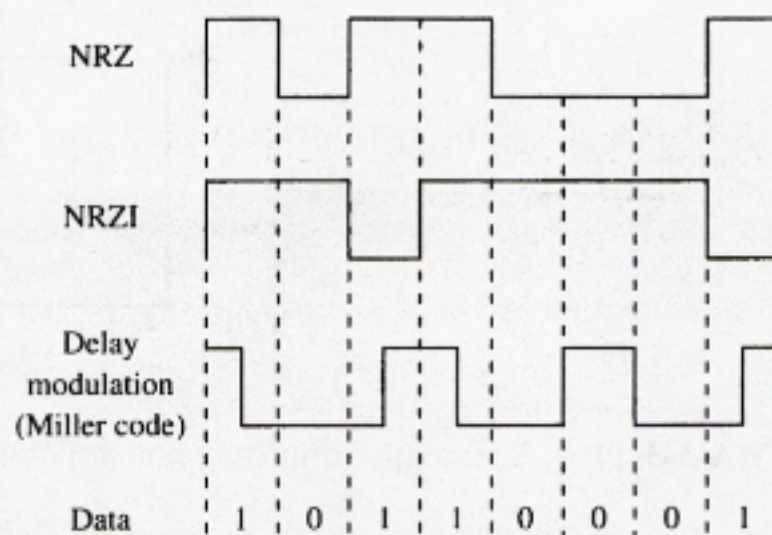 NRZ
NRZI
Delay
modulation
(Miller code)
Data 1 0 1 1 0 0 0 1